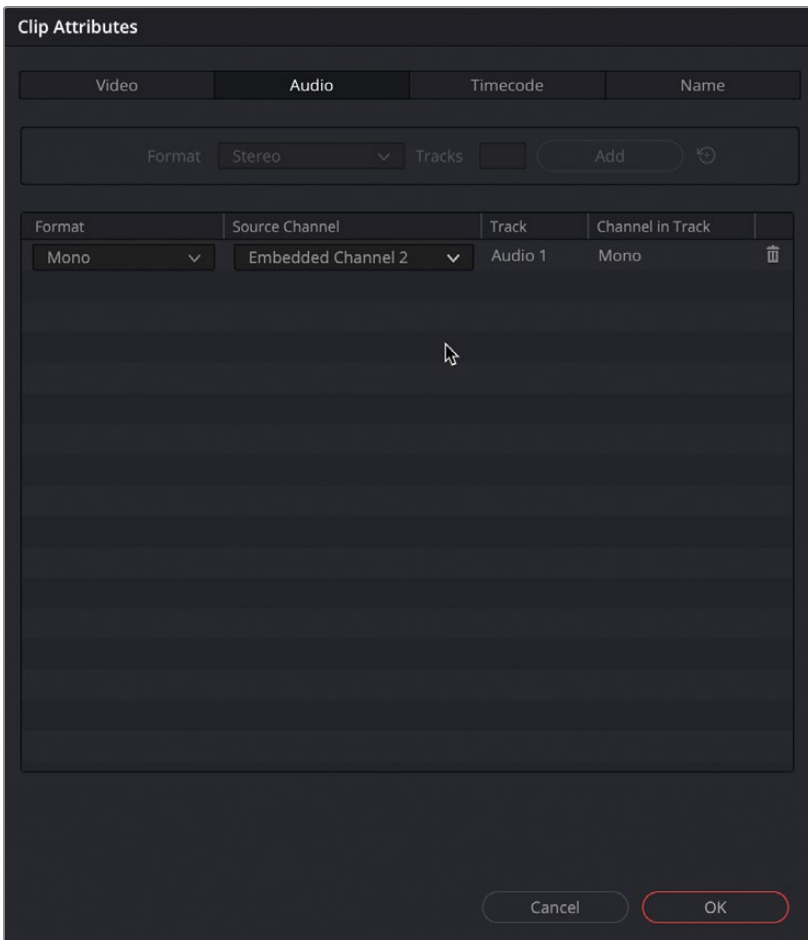 Clip Attributes
Video Audio Timecode Name
Format Stereo Tracks Add
Format Source Channel Track Channel in Track
Mono Embedded Channel 2 Audio 1 Mono
Cancel OK